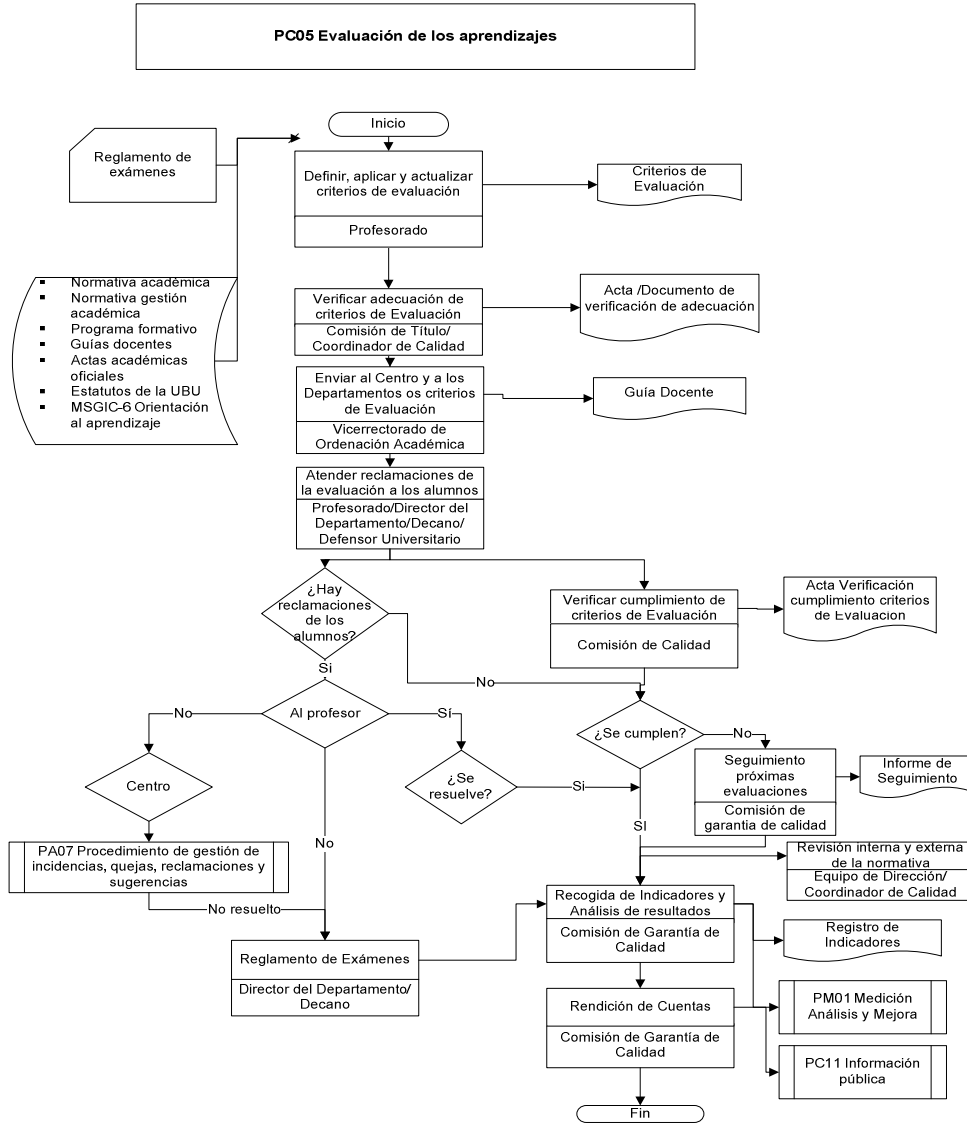 PC05 Evaluación de los aprendizajes
Inicio
Reglamento de
exámenes
Definir, aplicar y actualizar
criterios de evaluación
Profesorado
Criterios de
Evaluación
▪ Normativa académica
▪ Normativa gestión
académica
▪ Programa formativo
▪ Guías docentes
▪ Actas académicas
oficiales
▪ Estatutos de la UBU
▪ MSGIC-6 Orientación
al aprendizaje
Verificar adecuación de
criterios de Evaluación
Comisión de Título/
Coordinador de Calidad
Acta /Documento de
verificación de adecuación
Enviar al Centro y a los
Departamentos os criterios
de Evaluación
Vicerrectorado de
Ordenación Académica
Guía Docente
Atender reclamaciones de
la evaluación a los alumnos
Profesorado/Director del
Departamento/Decano/
Defensor Universitario
¿Hay
reclamaciones
de los
alumnos?
Verificar cumplimiento de
criterios de Evaluación
Comisión de Calidad
Acta Verificación
cumplimiento criterios
de Evaluación
Si
No
No
Al profesor
Sí
¿Se cumplen?
No
Centro
¿Se
resuelve?
Si
Seguimiento
próximas
evaluaciones
Comisión de
garantia de calidad
Informe de
Seguimiento
No
SI
PA07 Procedimiento de gestión de
incidencias, quejas, reclamaciones y
sugerencias
Revisión interna y externa
de la normativa
Equipo de Dirección/
Coordinador de Calidad
No resuelto
Recogida de Indicadores y
Análisis de resultados
Comisión de Garantía de
Calidad
Registro de
Indicadores
Reglamento de Exámenes
Director del Departamento/
Decano
Rendición de Cuentas
Comisión de Garantía de
Calidad
PM01 Medición
Análisis y Mejora
PC11 Información
pública
Fin